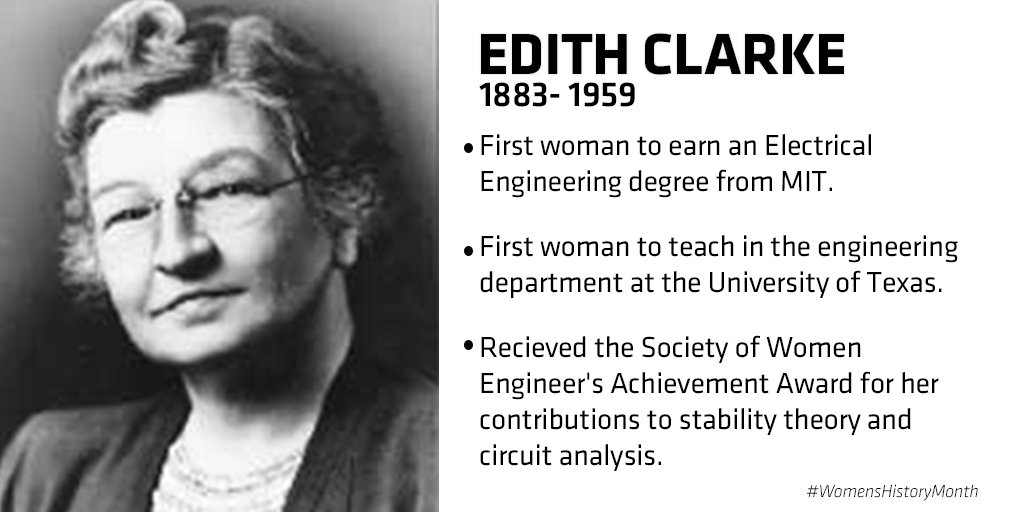 EDITH CLARKE
1883- 1959
• First woman to earn an Electrical
Engineering degree from MIT.
• First woman to teach in the engineering
department at the University of Texas.
• Recieved the Society of Women
Engineer's Achievement Award for her
contributions to stability theory and
circuit analysis.
#WomensHistoryMonth